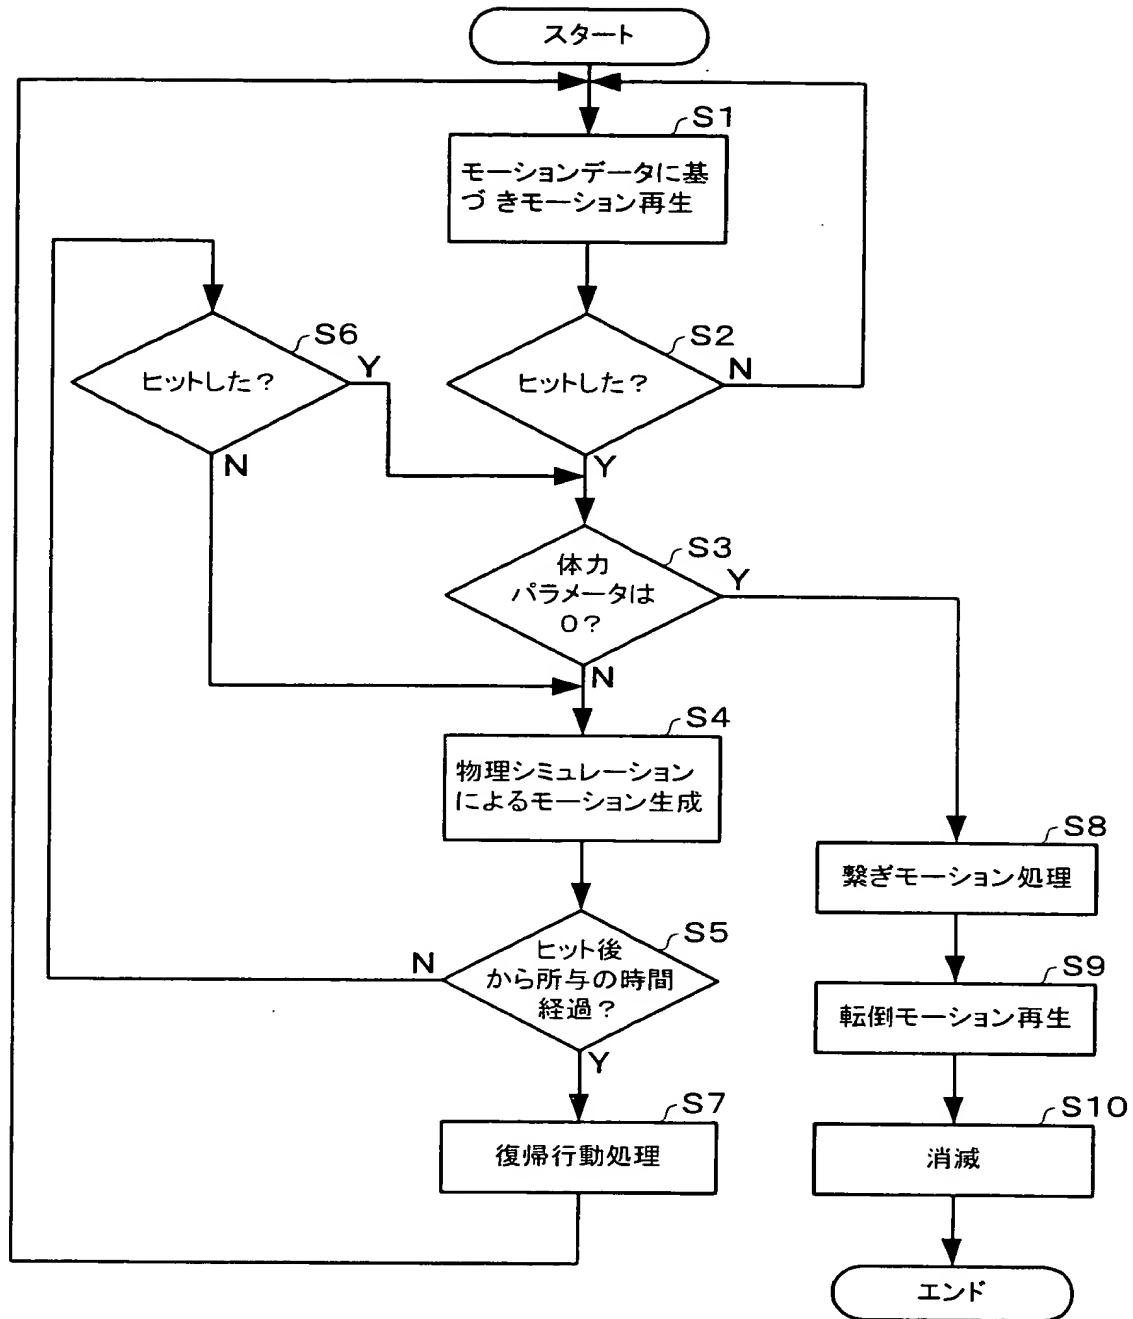 スタート
S1
モーションデータに基
づきモーション再生
S6
ヒットした？
Y
N
S2
ヒットした？
N
Y
S3
体力
パラメータは
０？
Y
N
S4
物理シミュレーション
によるモーション生成
S5
ヒット後
から所与の時間
経過？
N
Y
S7
復帰行動処理
S8
繋ぎモーション処理
S9
転倒モーション再生
S10
消滅
エンド